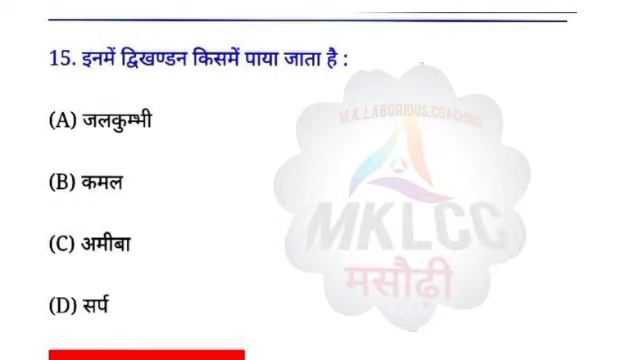 15. इनमें द्विखण्डन किसमें पाया जाता है :
(A) जलकुम्भी
(B) कमल
(C) अमीबा
(D) सर्प
M.K.LABORIOUS.COACHING
MKLCC
मसौढ़ी